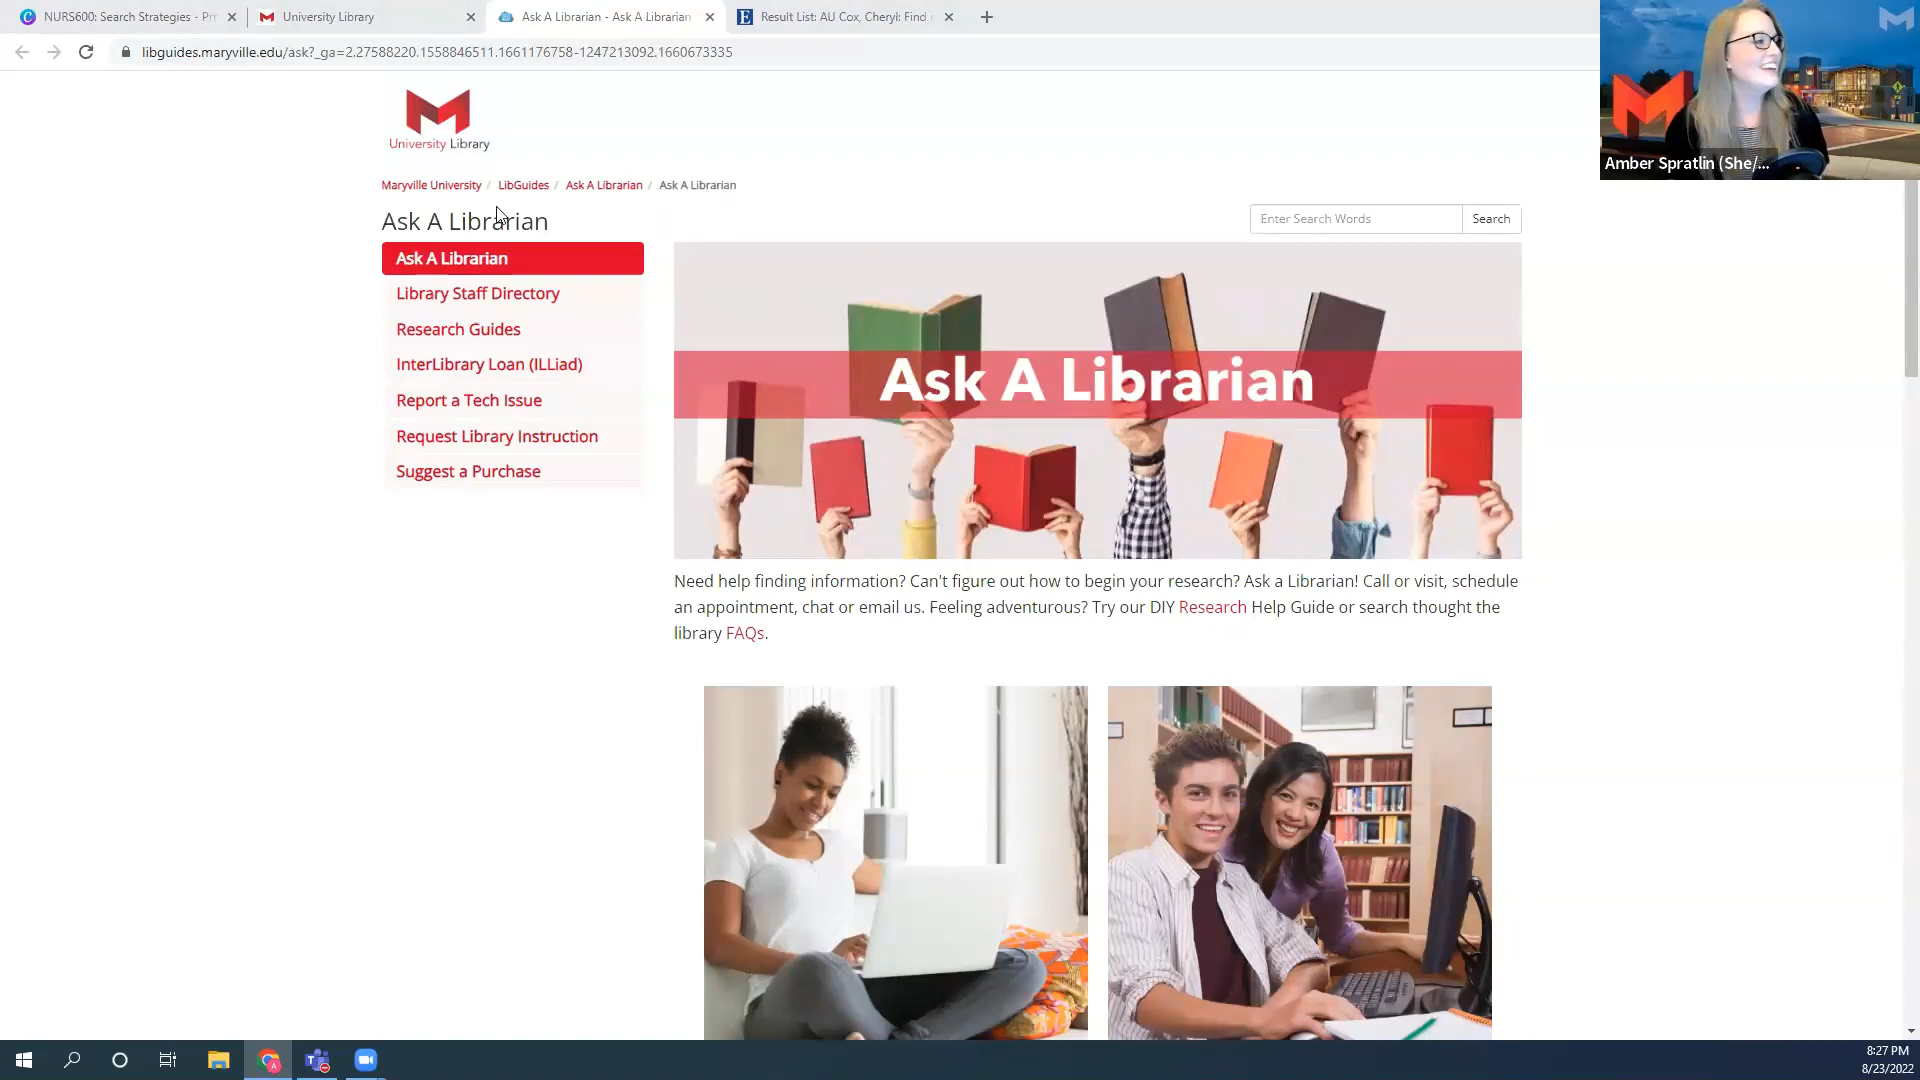 NURS600: Search Strategies - Pr
University Library
Ask A Librarian - Ask A Librarian
Result List: AU Cox, Cheryl: Find
libguides.maryville.edu/ask?_ga=2.27588220.1558846511.1661176758-1247213092.1660673335
Amber Spratlin (She/...
University Library
Maryville University / LibGuides / Ask A Librarian / Ask A Librarian
Ask A Librarian
Enter Search Words
Search
Ask A Librarian
Library Staff Directory
Research Guides
InterLibrary Loan (ILLiad)
Report a Tech Issue
Request Library Instruction
Suggest a Purchase
Ask A Librarian
Need help finding information? Can't figure out how to begin your research? Ask a Librarian! Call or visit, schedule
an appointment, chat or email us. Feeling adventurous? Try our DIY Research Help Guide or search thought the
library FAQs.
8:27 PM
8/23/2022